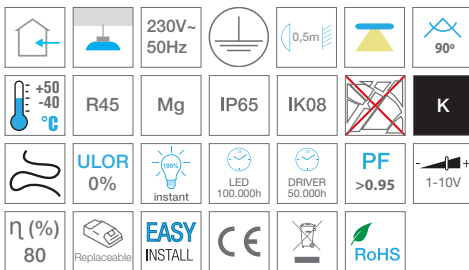 230V~
50Hz
0,5m
90º
+50
-40
°C
R45
Mg
IP65
IK08
K
ULOR
0%
100%
instant
LED
100.000h
DRIVER
50.000h
PF
>0.95
- +
1-10V
η (%)
80
Replaceable
EASY
INSTALL
CE
RoHS